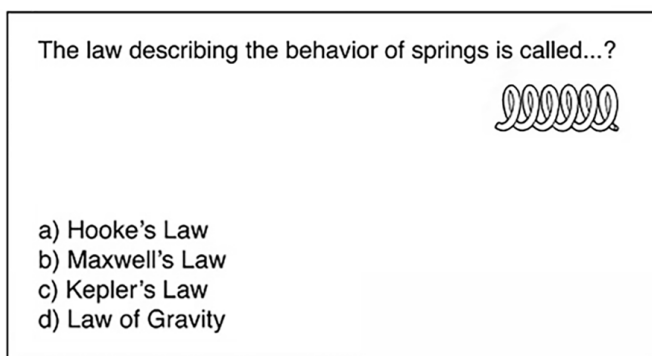 The law describing the behavior of springs is called...?
a) Hooke’s Law
b) Maxwell’s Law
c) Kepler’s Law
d) Law of Gravity